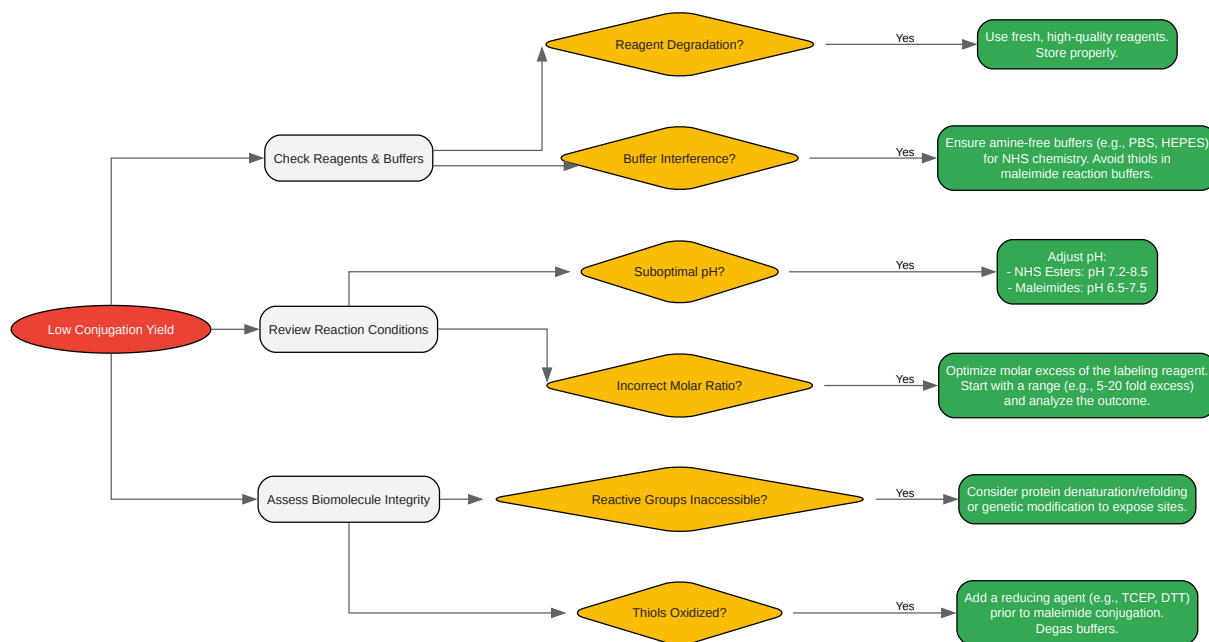 Reagent Degradation?
Yes
Use fresh, high-quality reagents.
Store properly.
Check Reagents & Buffers
Buffer Interference?
Yes
Ensure amine-free buffers (e.g., PBS, HEPES)
for NHS chemistry. Avoid thiols in
maleimide reaction buffers.
Suboptimal pH?
Yes
Adjust pH:
- NHS Esters: pH 7.2-8.5
- Maleimides: pH 6.5-7.5
Low Conjugation Yield
Review Reaction Conditions
Incorrect Molar Ratio?
Yes
Optimize molar excess of the labeling reagent.
Start with a range (e.g., 5-20 fold excess)
and analyze the outcome.
Assess Biomolecule Integrity
Reactive Groups Inaccessible?
Yes
Consider protein denaturation/refolding
or genetic modification to expose sites.
Thiols Oxidized?
Yes
Add a reducing agent (e.g., TCEP, DTT)
prior to maleimide conjugation.
Degas buffers.